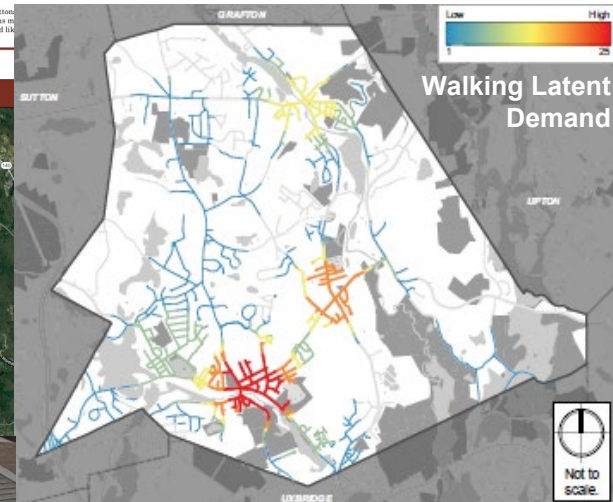 GRAFTON
Low High
1 25
Walking Latent
Demand
SUTTON
UPTON
UXBRIDGE
Not to
scale